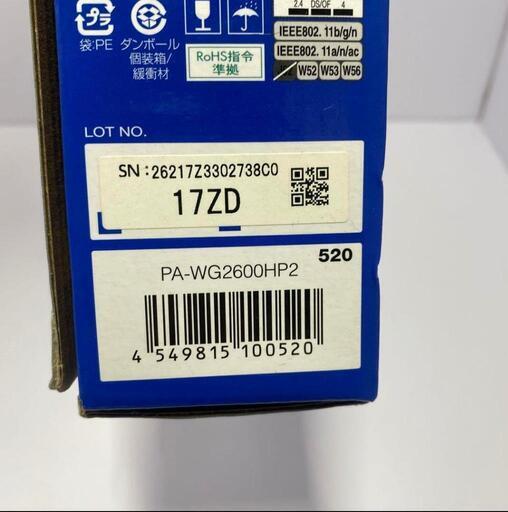 2.4 DS/OF 4
IEEE802.11b/g/n
IEEE802.11a/n/ac
W52 W53 W56
プラ
袋:PE ダンボール
個装箱/
緩衝材
RoHS指令
準拠
LOT NO.
SN:26217Z3302738C0
17ZD
520
PA-WG2600HP2
4 549815 100520